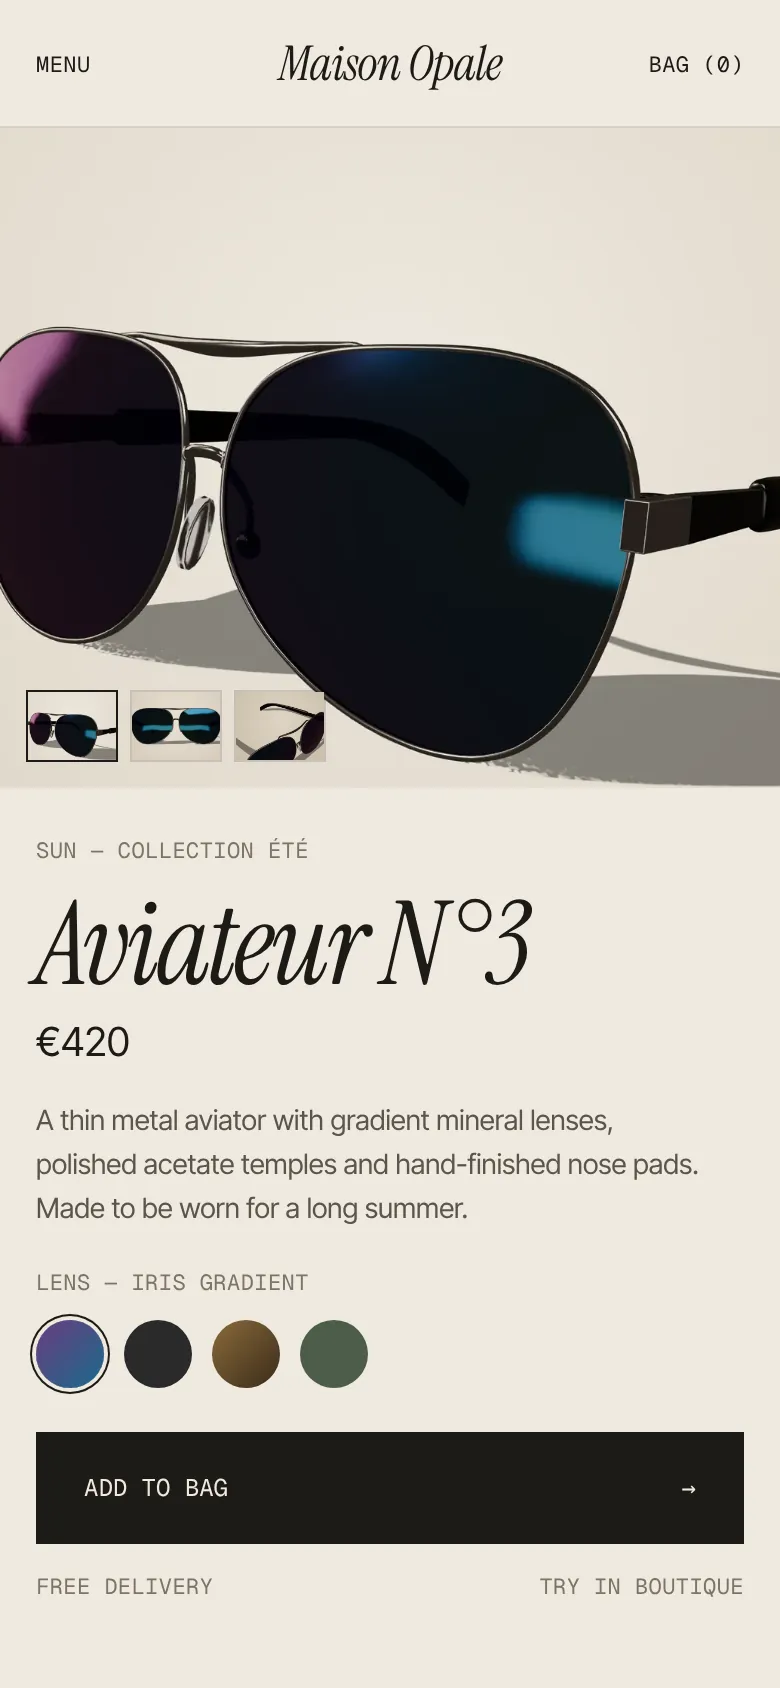 MENU
Maison Opale
BAG (0)
SUN — COLLECTION ÉTÉ
Aviateur N°3
€420
A thin metal aviator with gradient mineral lenses,
polished acetate temples and hand-finished nose pads.
Made to be worn for a long summer.
LENS — IRIS GRADIENT
ADD TO BAG →
FREE DELIVERY
TRY IN BOUTIQUE